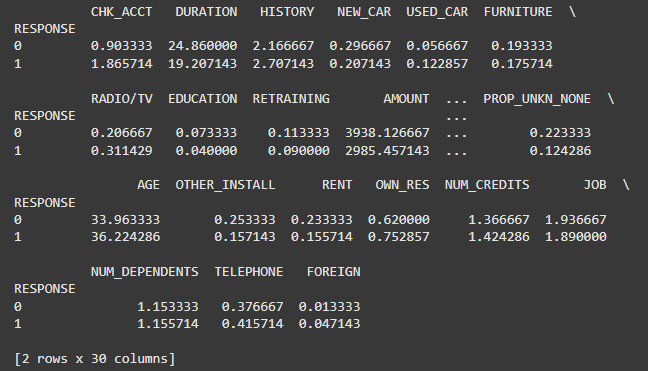 CHK_ACCT DURATION HISTORY NEW_CAR USED_CAR FURNITURE \
RESPONSE
0 0.903333 24.860000 2.166667 0.296667 0.056667 0.193333
1 1.865714 19.207143 2.707143 0.207143 0.122857 0.175714
RADIO/TV EDUCATION RETRAINING AMOUNT ... PROP_UNKN_NONE \
RESPONSE ...
0 0.206667 0.073333 0.113333 3938.126667 ... 0.223333
1 0.311429 0.040000 0.090000 2985.457143 ... 0.124286
AGE OTHER_INSTALL RENT OWN_RES NUM_CREDITS JOB \
RESPONSE
0 33.963333 0.253333 0.233333 0.620000 1.366667 1.936667
1 36.224286 0.157143 0.155714 0.752857 1.424286 1.890000
NUM_DEPENDENTS TELEPHONE FOREIGN
RESPONSE
0 1.153333 0.376667 0.013333
1 1.155714 0.415714 0.047143
[2 rows x 30 columns]